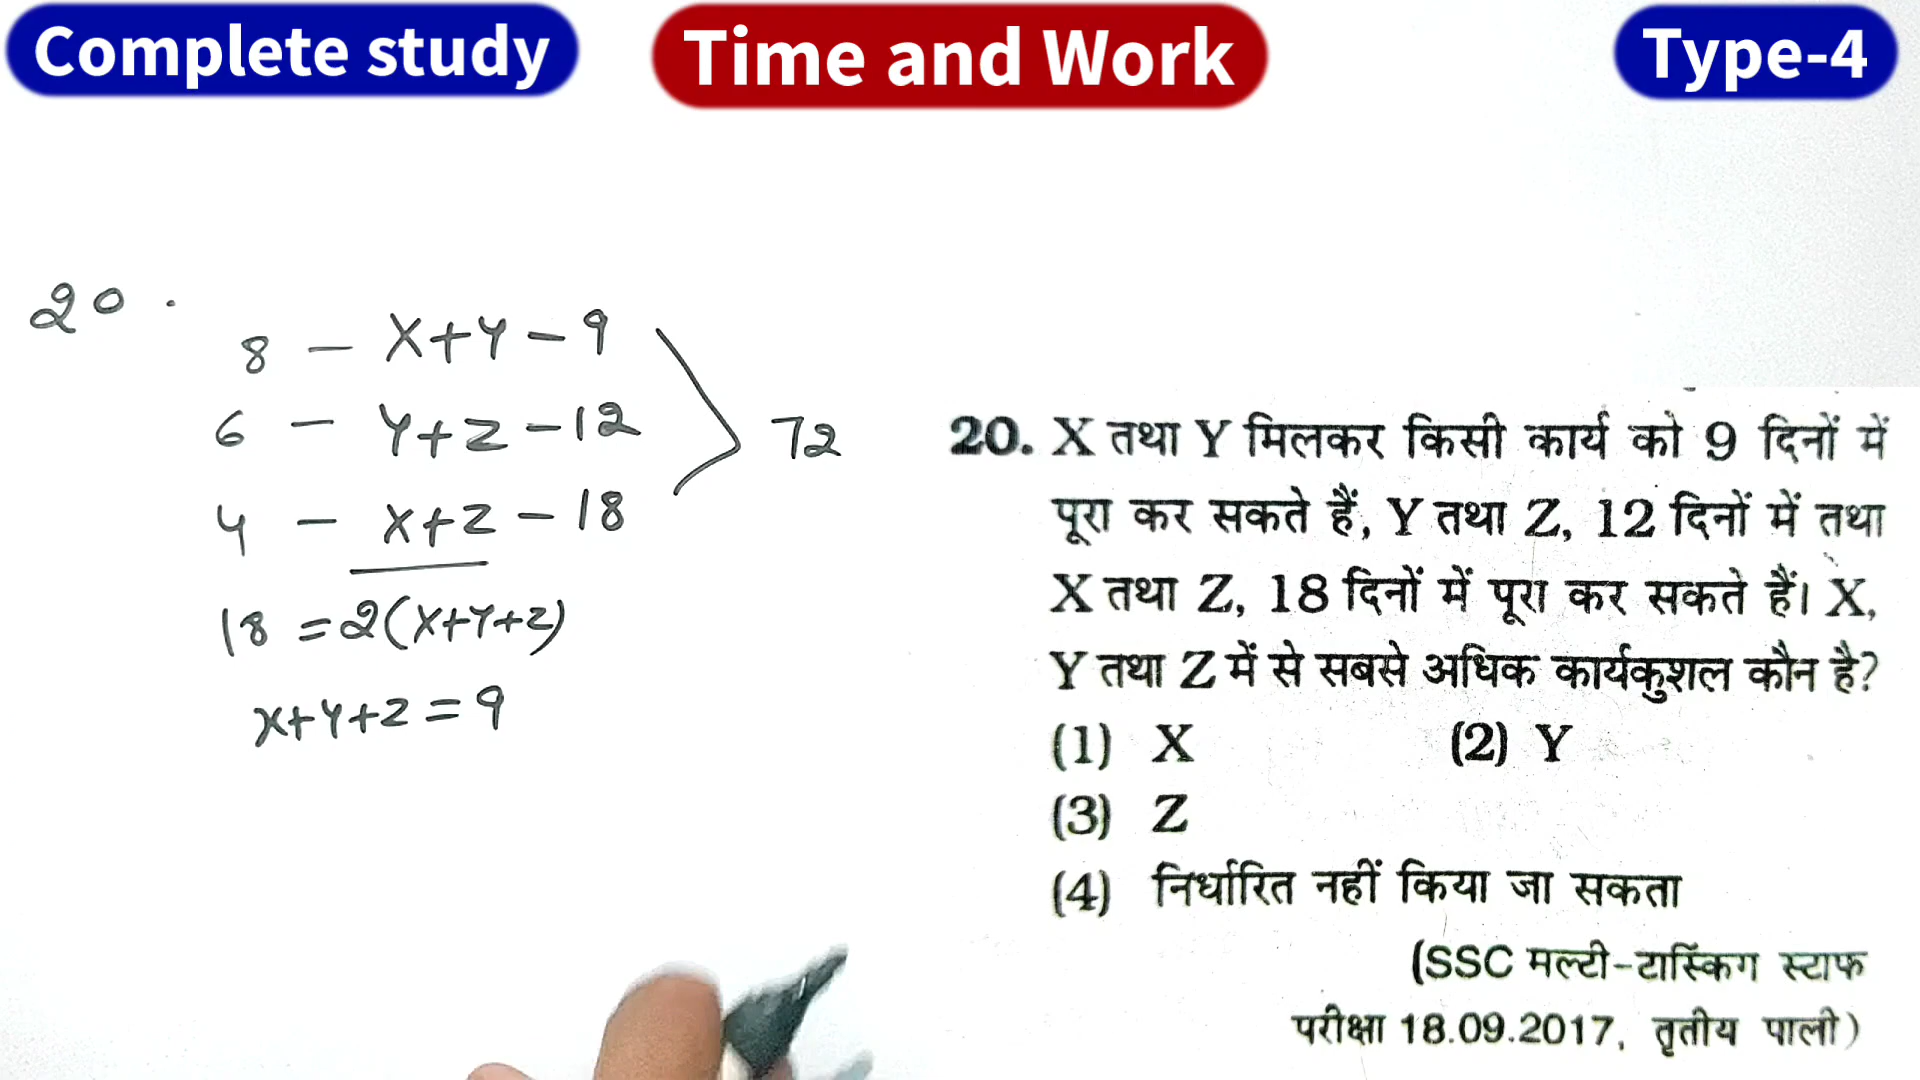 Complete study
Time and Work
Type-4
20.
8 – X+Y – 9
6 – Y+Z – 12
4 – X+Z – 18
72
18 = 2(X+Y+Z)
X+Y+Z = 9
20. X तथा Y मिलकर किसी कार्य को 9 दिनों में
पूरा कर सकते हैं, Y तथा Z, 12 दिनों में तथा
X तथा Z, 18 दिनों में पूरा कर सकते हैं। X,
Y तथा Z में से सबसे अधिक कार्यकुशल कौन है?
(1) X (2) Y
(3) Z
(4) निर्धारित नहीं किया जा सकता
(SSC मल्टी-टास्किंग स्टाफ
परीक्षा 18.09.2017, तृतीय पाली)